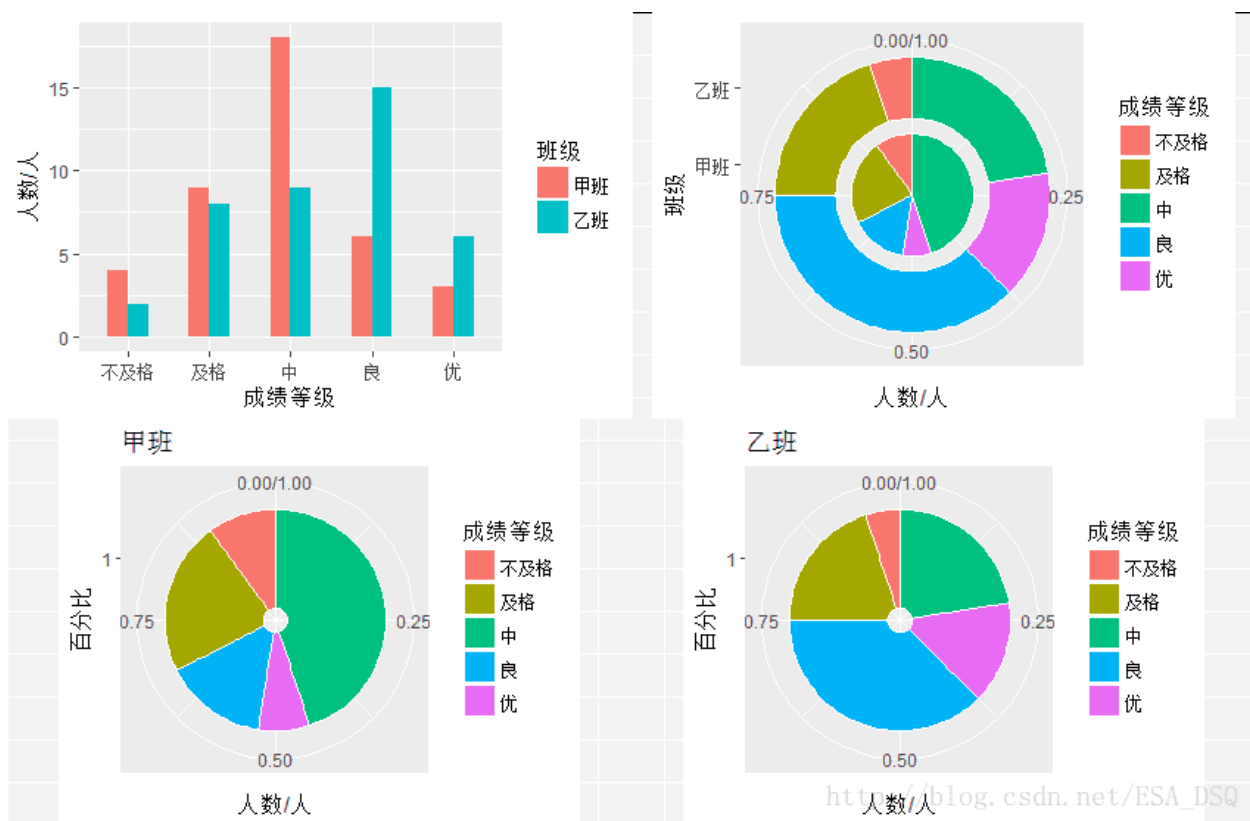 15
10
5
0
人数/人
不及格
及格
中
良
优
成绩等级
班级
甲班
乙班
0.00/1.00
乙班
甲班
班级
0.75
0.25
0.50
人数/人
成绩等级
不及格
及格
中
良
优
甲班
0.00/1.00
1
百分比
0.75
0.25
0.50
人数/人
成绩等级
不及格
及格
中
良
优
乙班
0.00/1.00
1
百分比
0.75
0.25
0.50
人数/人
成绩等级
不及格
及格
中
良
优
http://blog.csdn.net/ESA_DSQ